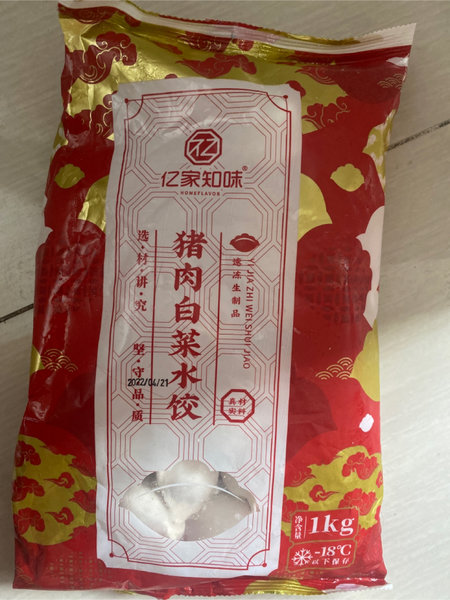 亿
亿家知味®
HOMEFLAVOR
选·材·讲·究
坚·守·品·质
猪肉白菜水饺
速冻生制品
YI JIA ZHI WEI SHUI JIAO
2022/04/21
真材
实料
净含量
1kg
-18℃
以下保存